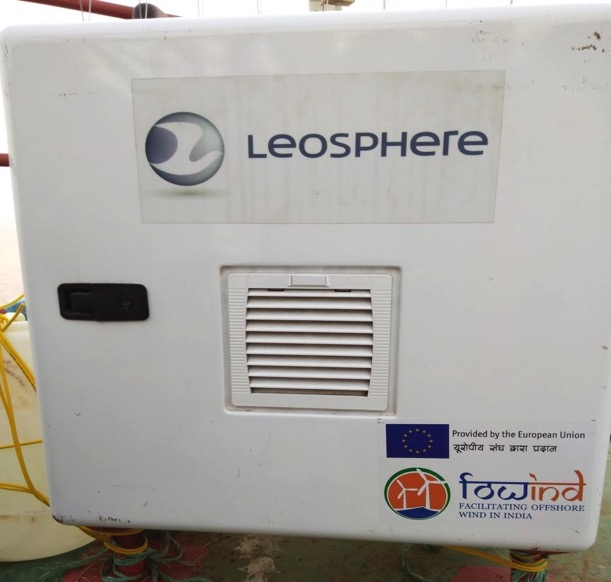 LEOSPHERE
Provided by the European Union
यूरोपीय संघ द्वारा प्रदान
fowind
FACILITATING OFFSHORE
WIND IN INDIA